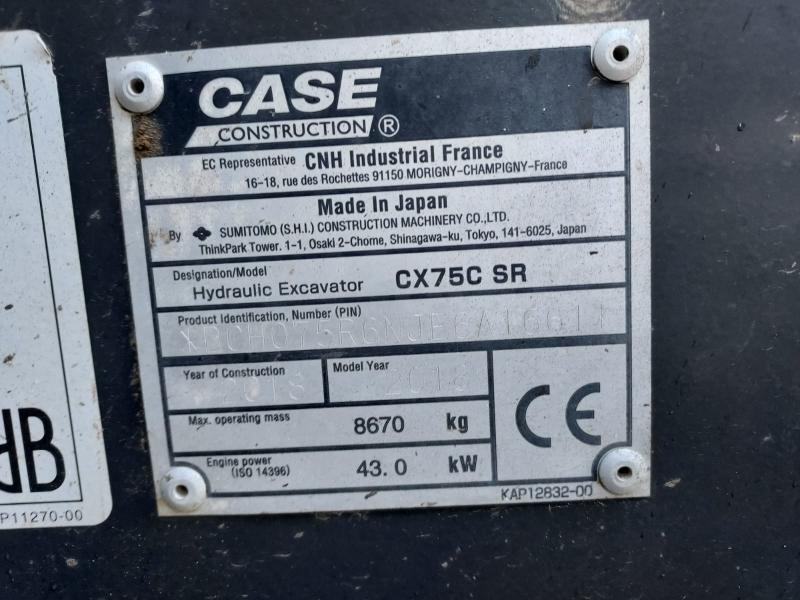 CASE
CONSTRUCTION ®
EC Representative CNH Industrial France
16-18, rue des Rochettes 91150 MORIGNY-CHAMPIGNY-France
Made In Japan
By SUMITOMO (S.H.I.) CONSTRUCTION MACHINERY CO.,LTD.
ThinkPark Tower. 1-1, Osaki 2-Chome, Shinagawa-ku, Tokyo, 141-6025, Japan
Designation/Model
Hydraulic Excavator CX75C SR
Product Identification, Number (PIN)
Year of Construction
2018
Model Year
2018
Max. operating mass 8670 kg
Engine power
(ISO 14396) 43.0 kW
CE
KAP12832-00
dB
P11270-00